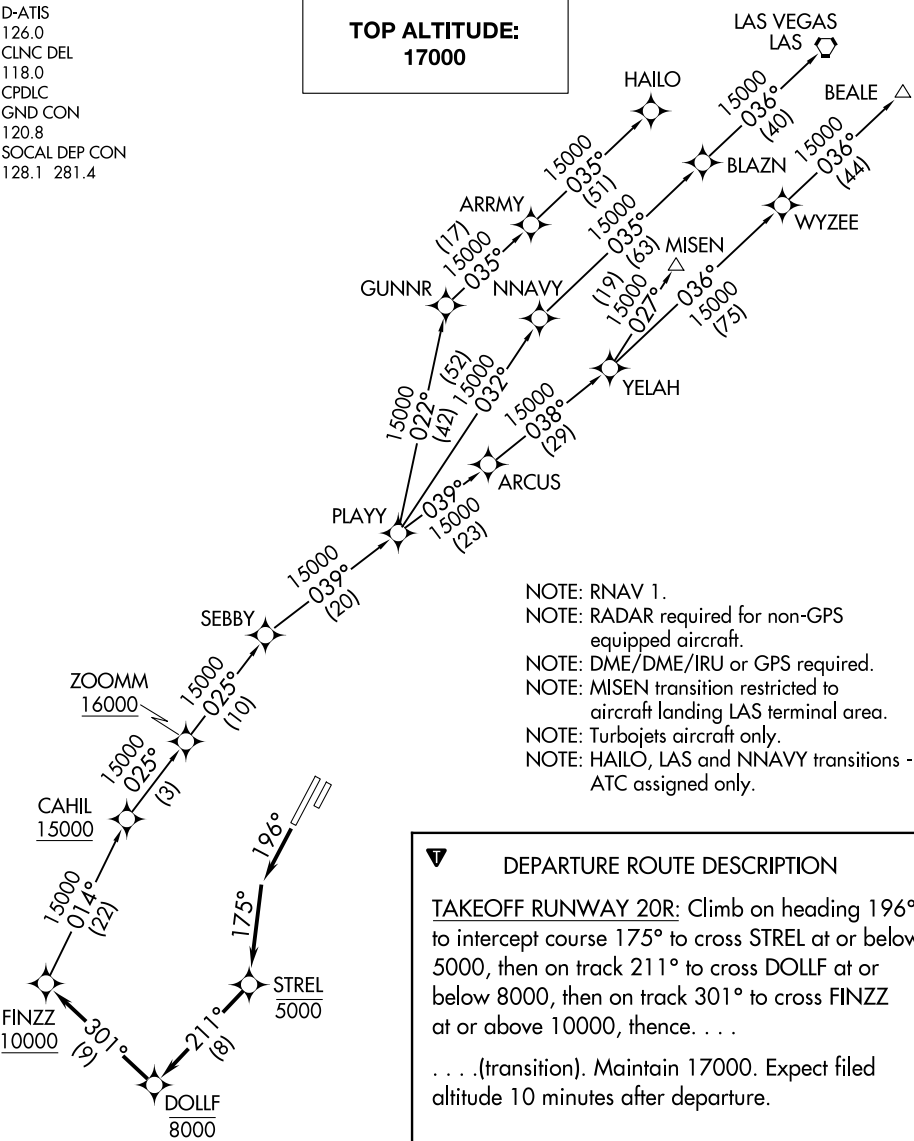 D-ATIS
126.0
CLNC DEL
118.0
CPDLC
GND CON
120.8
SOCAL DEP CON
128.1 281.4
TOP ALTITUDE:
17000
LAS VEGAS
LAS
HAILO
BEALE
15000
036°
(40)
15000
036°
(44)
BLAZN
15000
035°
(51)
ARRMY
WYZEE
(17)
15000
035°
15000
035°
(63)
MISEN
GUNNR
NNAVY
(19)
15000
027°
036°
15000
(75)
15000
022°
(42)
(52)
15000
032°
YELAH
15000
038°
(29)
ARCUS
PLAYY
039°
15000
(23)
15000
039°
(20)
SEBBY
ZOOMM
16000
15000
025°
(10)
15000
025°
(3)
CAHIL
15000
15000
014°
(22)
196°
175°
STREL
5000
FINZZ
10000
301°
(9)
211°
(8)
DOLLF
8000
NOTE: RNAV 1.
NOTE: RADAR required for non-GPS
equipped aircraft.
NOTE: DME/DME/IRU or GPS required.
NOTE: MISEN transition restricted to
aircraft landing LAS terminal area.
NOTE: Turbojets aircraft only.
NOTE: HAILO, LAS and NNAVY transitions -
ATC assigned only.
T
DEPARTURE ROUTE DESCRIPTION
TAKEOFF RUNWAY 20R: Climb on heading 196°
to intercept course 175° to cross STREL at or below
5000, then on track 211° to cross DOLLF at or
below 8000, then on track 301° to cross FINZZ
at or above 10000, thence. . . .
. . . .(transition). Maintain 17000. Expect filed
altitude 10 minutes after departure.